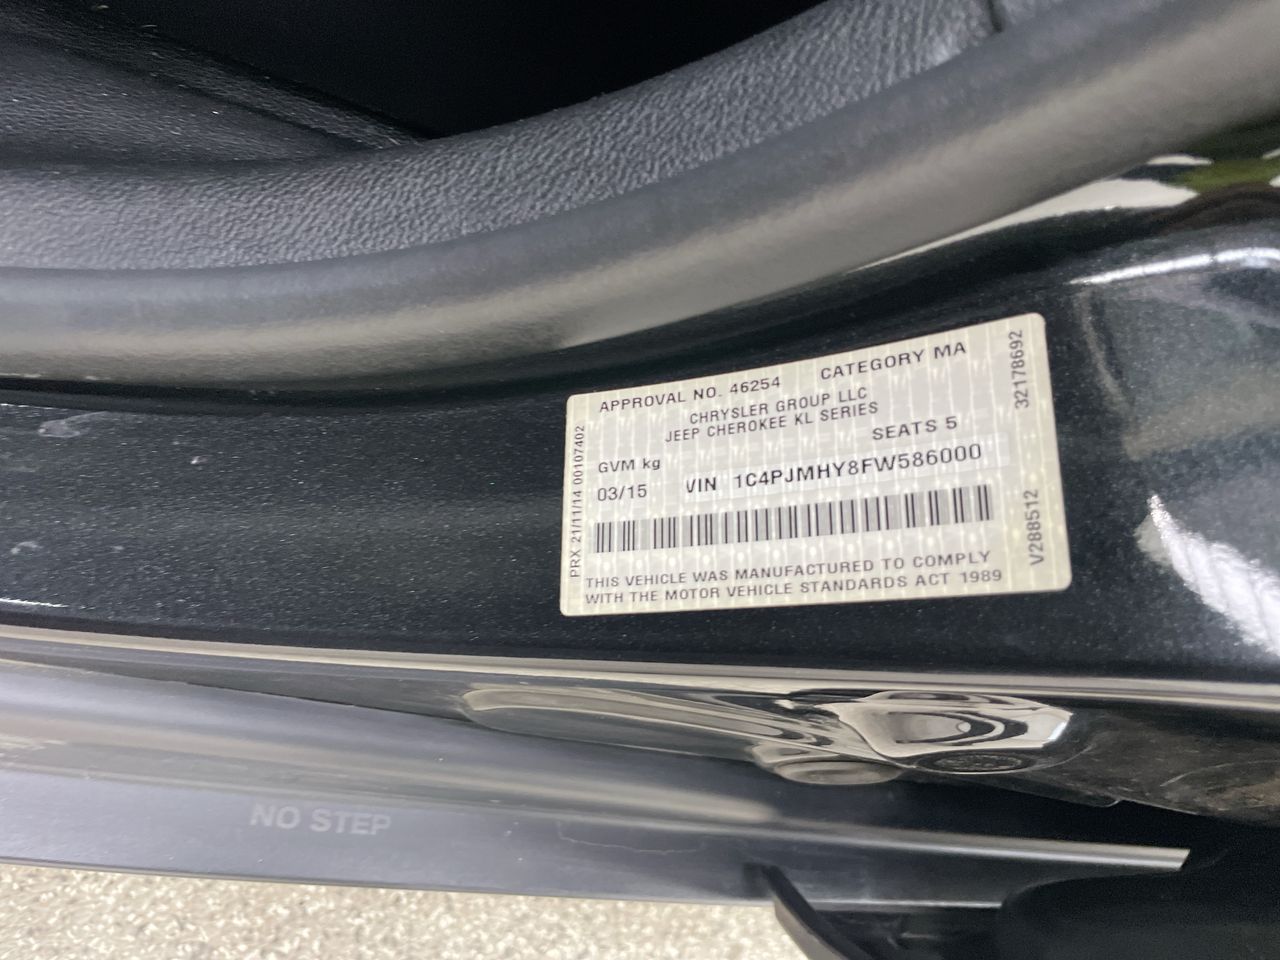 APPROVAL NO. 46254 CATEGORY MA
CHRYSLER GROUP LLC
JEEP CHEROKEE KL SERIES
SEATS 5
GVM kg
03/15 VIN 1C4PJMHY8FW586000
THIS VEHICLE WAS MANUFACTURED TO COMPLY
WITH THE MOTOR VEHICLE STANDARDS ACT 1989
PRX 21/11/14 00107402
32178692
V288512
NO STEP